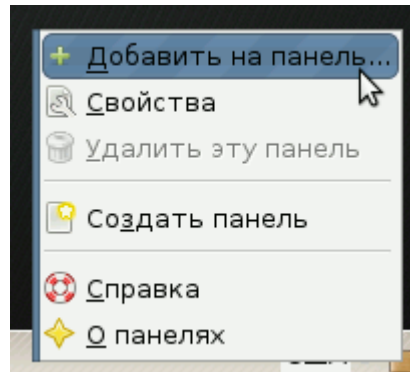 Добавить на панель...
Свойства
Удалить эту панель
Создать панель
Справка
О панелях